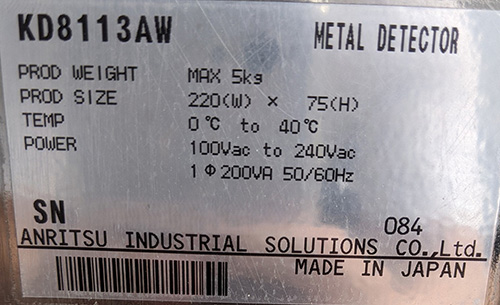 KD8113AW METAL DETECTOR
PROD WEIGHT MAX 5kg
PROD SIZE 220(W) × 75(H)
TEMP 0℃ to 40℃
POWER 100Vac to 240Vac
1Φ200VA 50/60Hz
SN 084
ANRITSU INDUSTRIAL SOLUTIONS CO.,Ltd.
MADE IN JAPAN